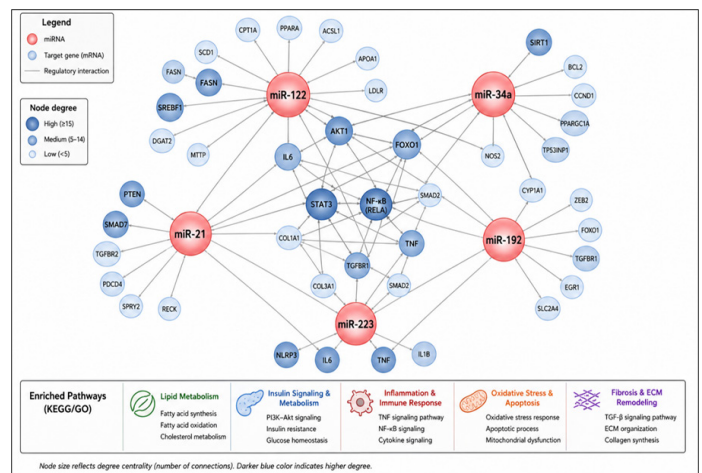 Legend
miRNA
Target gene (mRNA)
Regulatory interaction
Node degree
High (≥15)
Medium (5–14)
Low (<5)
CPT1A
PPARA
ACSL1
SCD1
APOA1
FASN
FASN
LDLR
SREBF1
miR-122
DGAT2
MTTP
SIRT1
BCL2
miR-34a
CCND1
PPARGC1A
TP53INP1
AKT1
FOXO1
IL6
NOS2
CYP1A1
STAT3
NF-κB
(RELA)
SMAD2
PTEN
SMAD7
miR-21
TGFBR2
PDCD4
SPRY2
RECK
COL1A1
TNF
TGFBR1
COL3A1
SMAD2
ZEB2
FOXO1
miR-192
TGFBR1
EGR1
SLC2A4
miR-223
NLRP3
IL6
TNF
IL1B
Enriched Pathways
(KEGG/GO)
Lipid Metabolism
Fatty acid synthesis
Fatty acid oxidation
Cholesterol metabolism
Insulin Signaling &
Metabolism
PI3K–Akt signaling
Insulin resistance
Glucose homeostasis
Inflammation &
Immune Response
TNF signaling pathway
NF-κB signaling
Cytokine signaling
Oxidative Stress &
Apoptosis
Oxidative stress response
Apoptotic process
Mitochondrial dysfunction
Fibrosis & ECM
Remodeling
TGF-β signaling pathway
ECM organization
Collagen synthesis
Node size reflects degree centrality (number of connections). Darker blue color indicates higher degree.